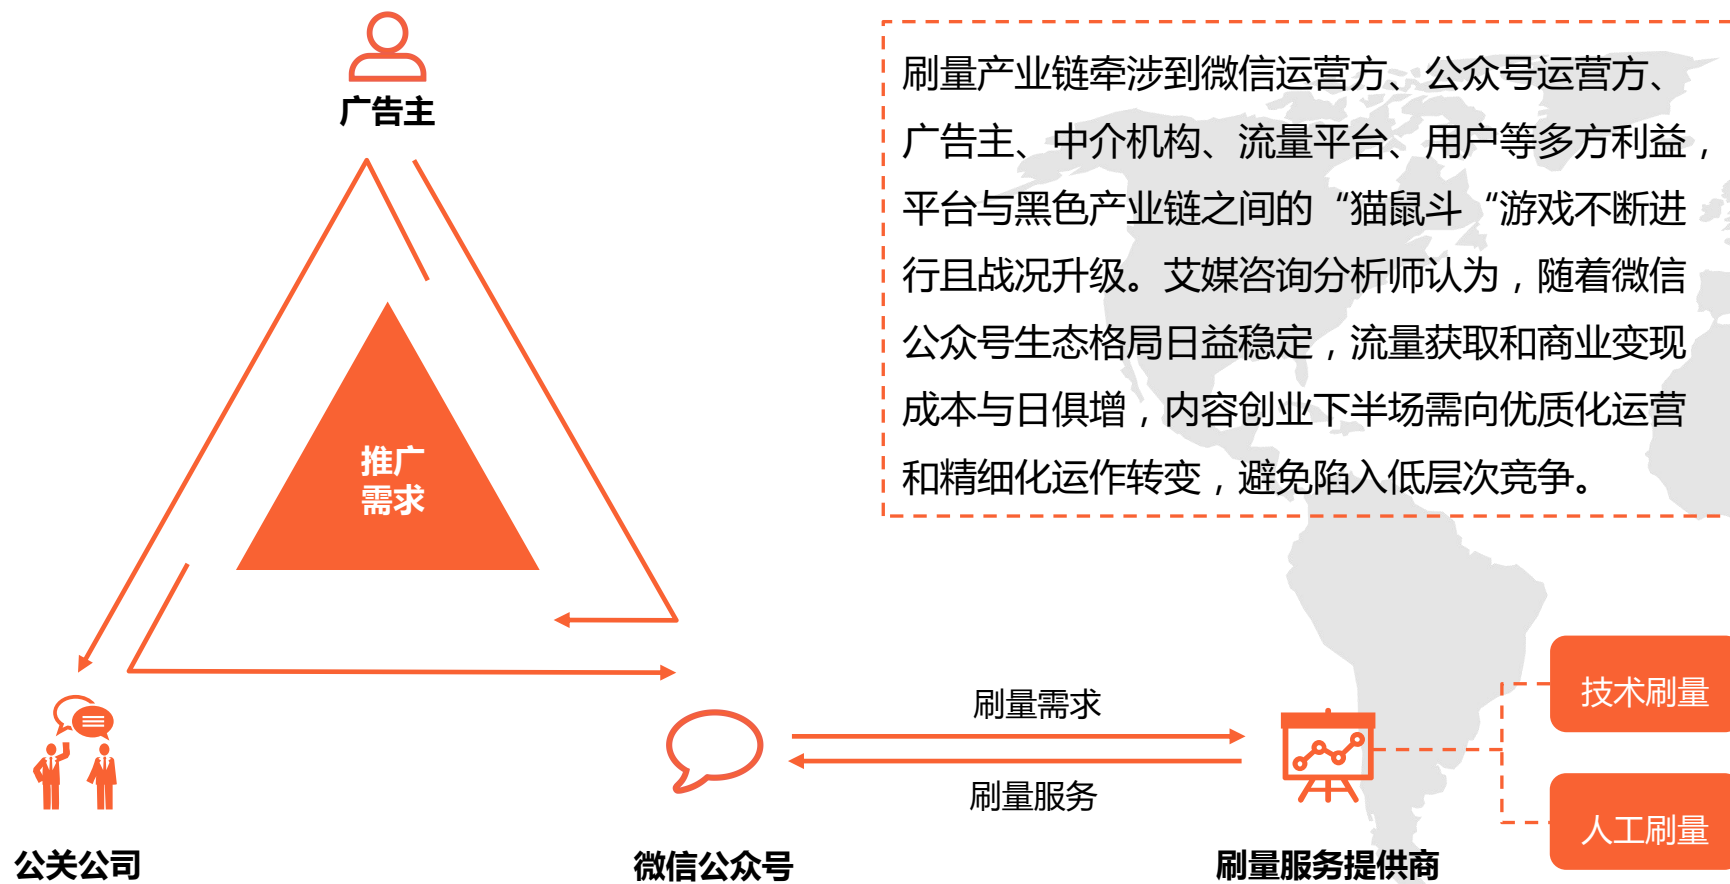 广告主
刷量产业链牵涉到微信运营方、公众号运营方、
广告主、中介机构、流量平台、用户等多方利益，
平台与黑色产业链之间的“猫鼠斗“游戏不断进
行且战况升级。艾媒咨询分析师认为，随着微信
公众号生态格局日益稳定，流量获取和商业变现
成本与日俱增，内容创业下半场需向优质化运营
和精细化运作转变，避免陷入低层次竞争。
推广
需求
刷量需求
刷量服务
技术刷量
人工刷量
公关公司
微信公众号
刷量服务提供商